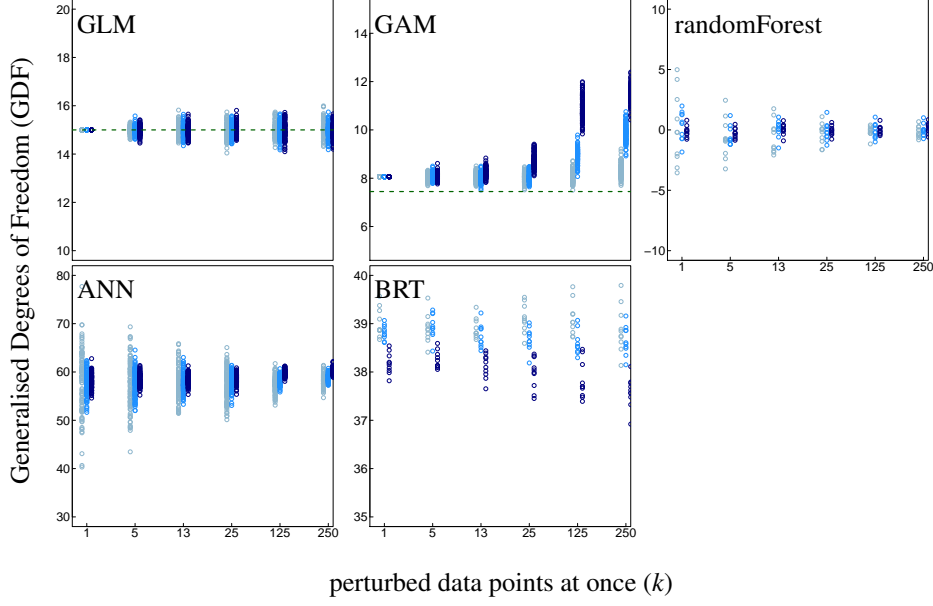 Generalised Degrees of Freedom (GDF)
GLM
20
18
16
14
12
10
GAM
14
12
10
8
6
randomForest
10
5
0
−5
−10
1 5 13 25 125 250
ANN
80
70
60
50
40
30
1 5 13 25 125 250
BRT
40
39
38
37
36
35
1 5 13 25 125 250
perturbed data points at once (k)